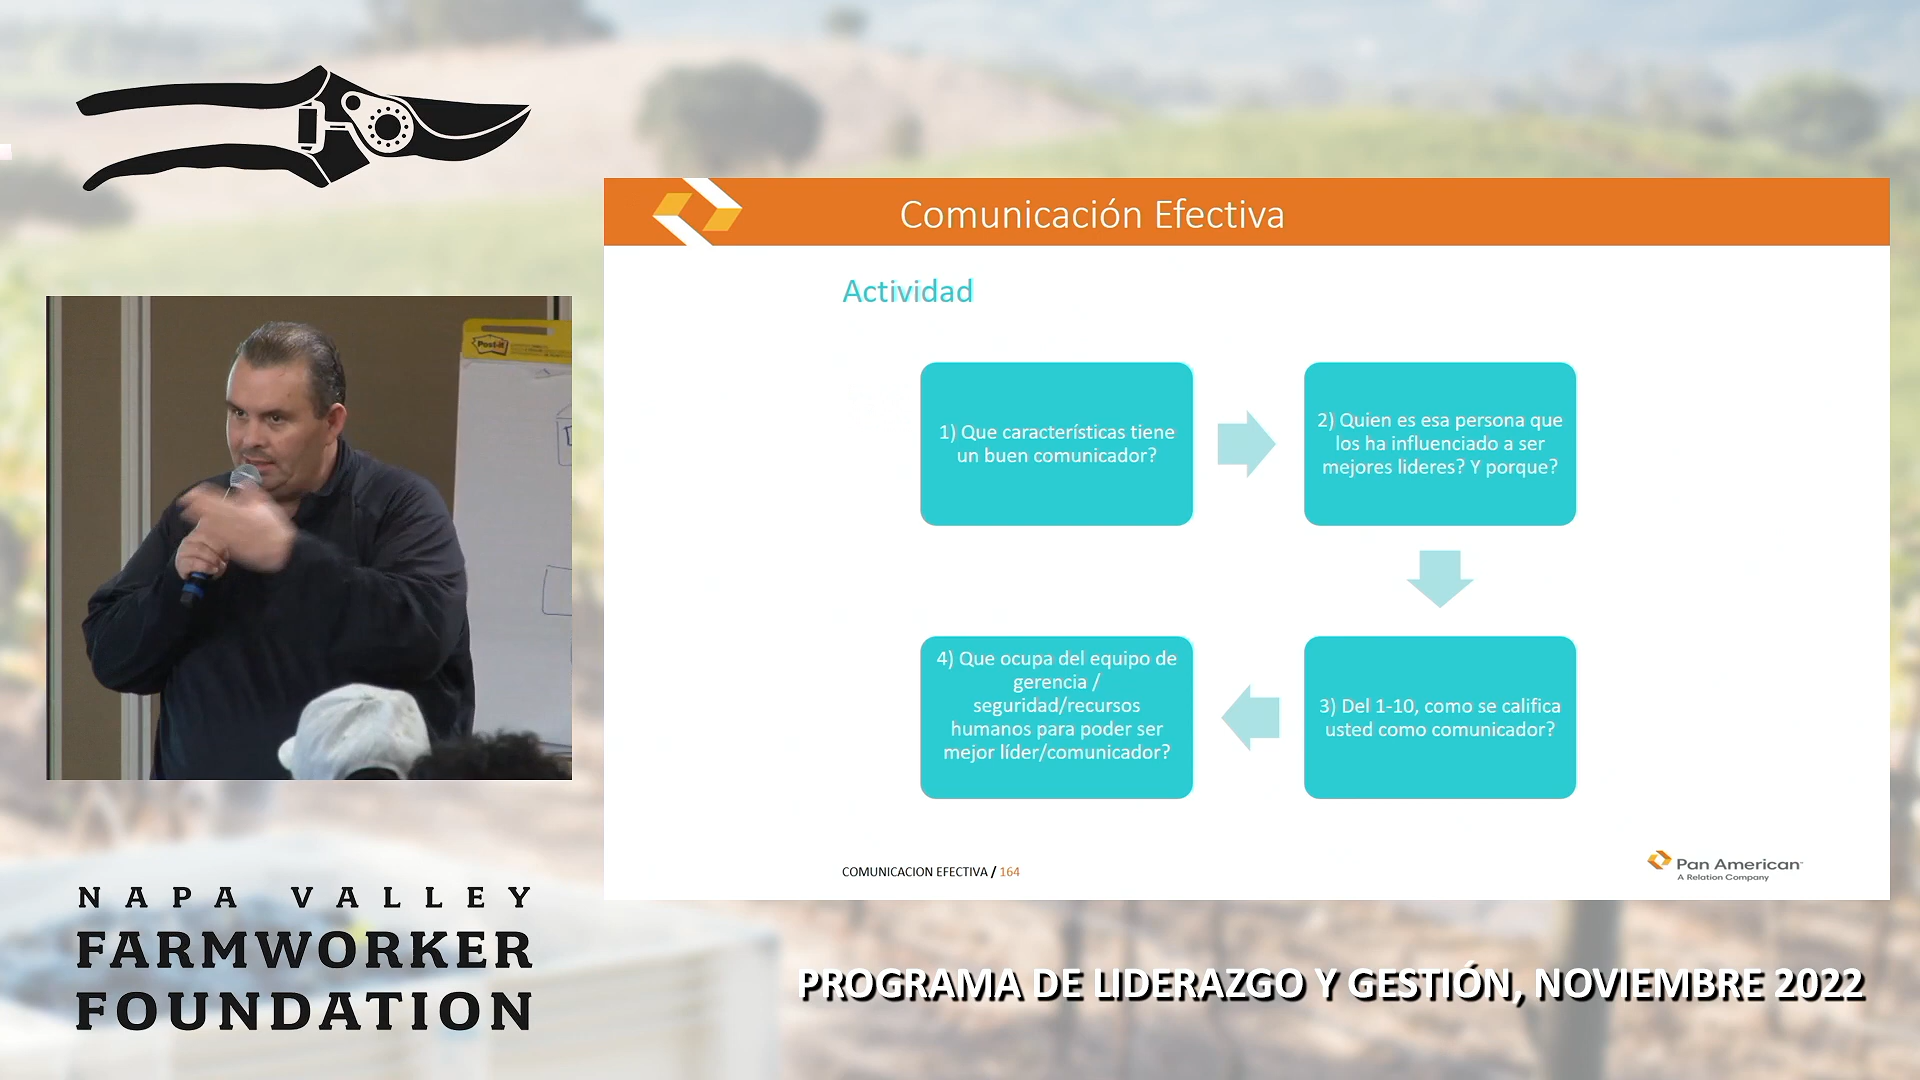 Comunicación Efectiva
Actividad
1) Que características tiene
un buen comunicador?
2) Quien es esa persona que
los ha influenciado a ser
mejores lideres? Y porque?
3) Del 1-10, como se califica
usted como comunicador?
4) Que ocupa del equipo de
gerencia /
seguridad/recursos
humanos para poder ser
mejor líder/comunicador?
COMUNICACION EFECTIVA / 164
Pan American
A Relation Company
Post-it
NAPA VALLEY
FARMWORKER
FOUNDATION
PROGRAMA DE LIDERAZGO Y GESTIÓN, NOVIEMBRE 2022